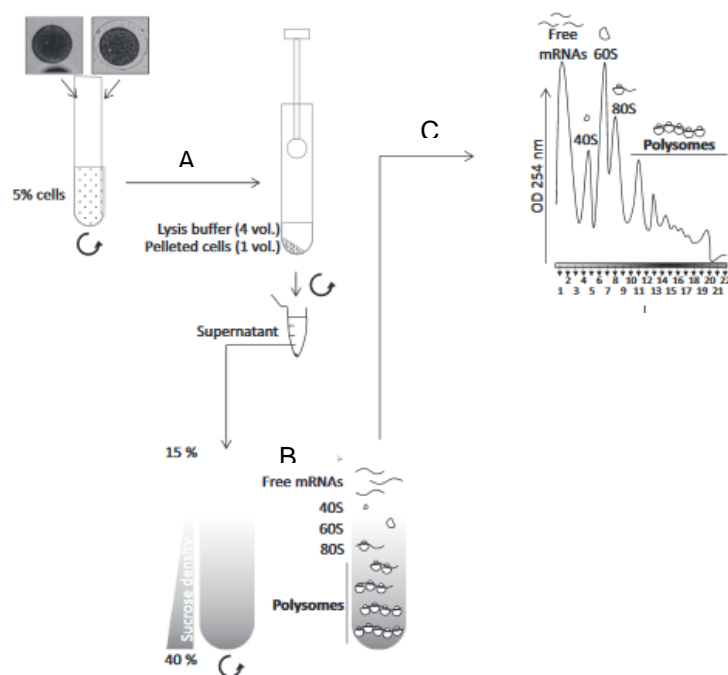 A
5% cells
Lysis buffer (4 vol.)
Pelleted cells (1 vol.)
Supernatant
15 %
Sucrose density
40 %
B
Free mRNAs
40S
60S
80S
Polysomes
C
Free
mRNAs 60S
80S
40S
Polysomes
OD 254 nm
2 4 6 8 10 12 14 16 18 20 22
1 3 5 7 9 11 13 15 17 19 21